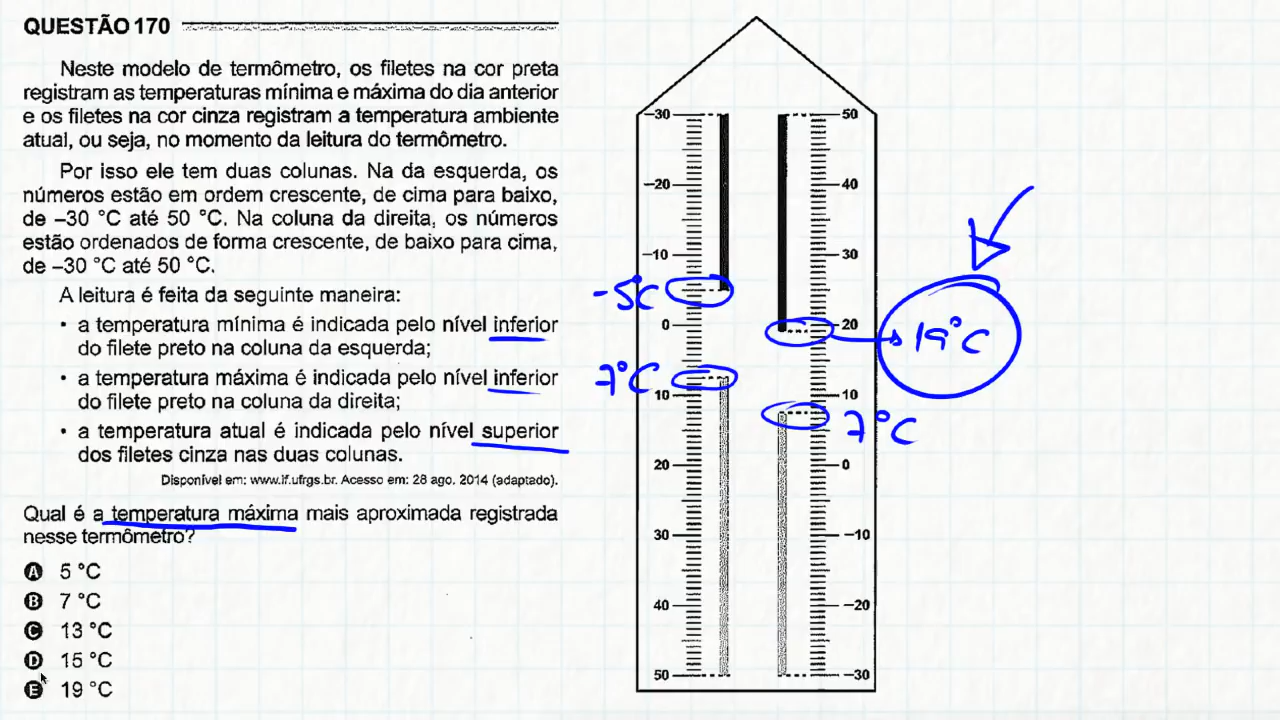 QUESTÃO 170
Neste modelo de termômetro, os filetes na cor preta
registram as temperaturas mínima e máxima do dia anterior
e os filetes na cor cinza registram a temperatura ambiente
atual, ou seja, no momento da leitura do termômetro.
Por isso ele tem duas colunas. Na da esquerda, os
números estão em ordem crescente, de cima para baixo,
de –30 °C até 50 °C. Na coluna da direita, os números
estão ordenados de forma crescente, de baixo para cima,
de –30 °C até 50 °C.
A leitura é feita da seguinte maneira:
• a temperatura mínima é indicada pelo nível inferior
do filete preto na coluna da esquerda;
• a temperatura máxima é indicada pelo nível inferior
do filete preto na coluna da direita;
• a temperatura atual é indicada pelo nível superior
dos filetes cinza nas duas colunas.
Disponível em: www.if.ufrgs.br. Acesso em: 28 ago. 2014 (adaptado).
Qual é a temperatura máxima mais aproximada registrada
nesse termômetro?
A 5 °C
B 7 °C
C 13 °C
D 15 °C
E 19 °C
–30
–20
–10
-5°C
0
7°C
10
20
30
40
50
50
40
30
20
19°C
10
7°C
0
–10
–20
–30